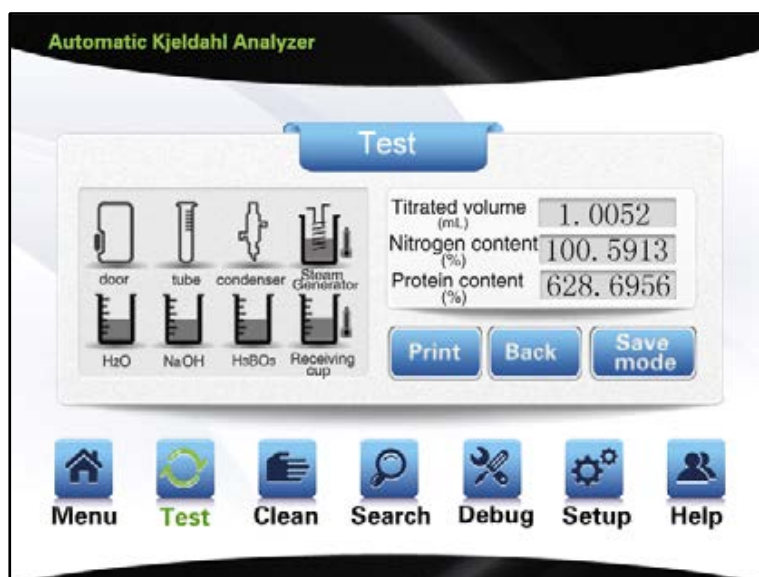 Automatic Kjeldahl Analyzer
Test
door tube condenser Steam Generator
H2O NaOH H3BO3 Receiving cup
Titrated volume (mL) 1.0052
Nitrogen content (%) 100.5913
Protein content (%) 628.6956
Print Back Save mode
Menu Test Clean Search Debug Setup Help